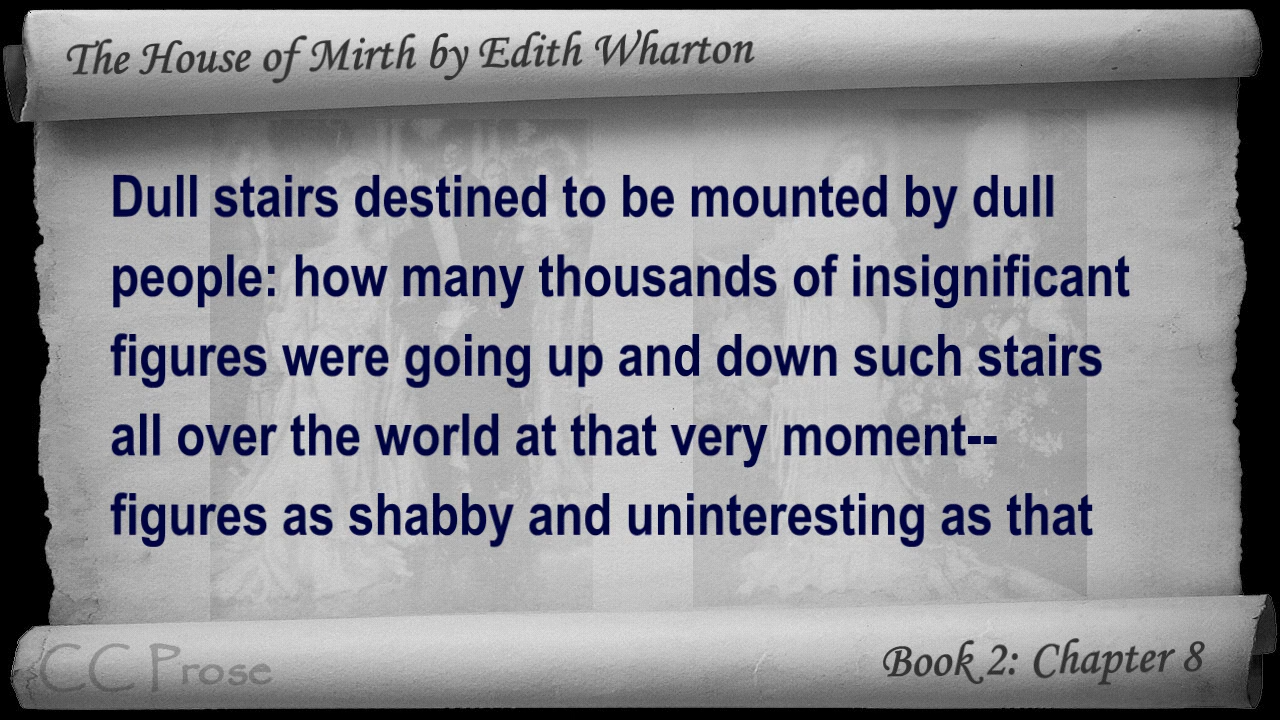 The House of Mirth by Edith Wharton
Dull stairs destined to be mounted by dull
people: how many thousands of insignificant
figures were going up and down such stairs
all over the world at that very moment--
figures as shabby and uninteresting as that
CC Prose
Book 2: Chapter 8